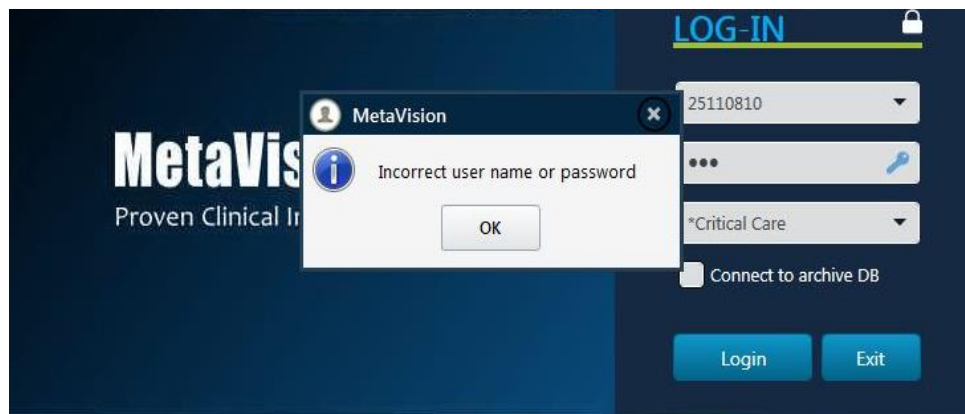 LOG-IN
MetaVision
25110810
MetaVis
Incorrect user name or password
•••
Proven Clinical
OK
*Critical Care
Connect to archive DB
Login
Exit